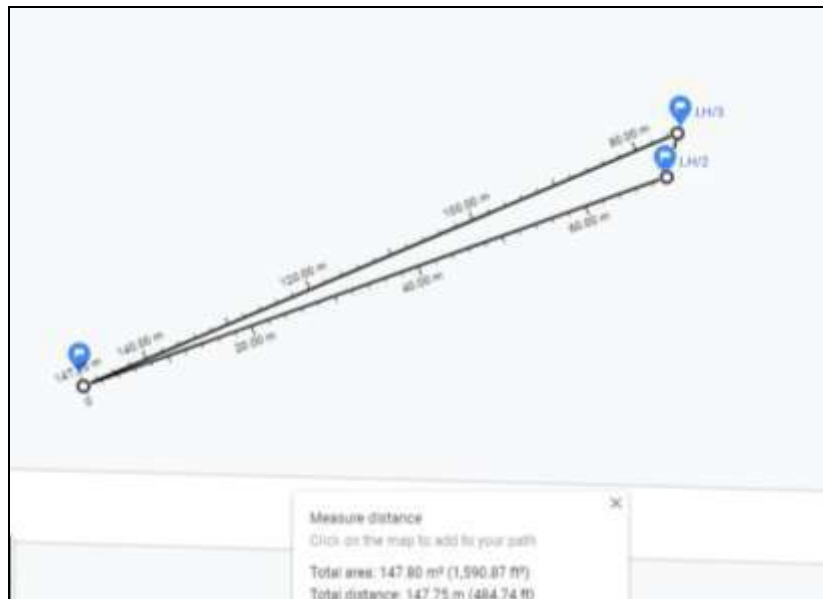 LH/3
80.00 m
LH/2
100.00 m
60.00 m
120.00 m
40.00 m
140.00 m
20.00 m
0
Measure distance
Click on the map to add to your path
Total area: 147.80 m² (1,590.87 ft²)
Total distance: 147.75 m (484.74 ft)